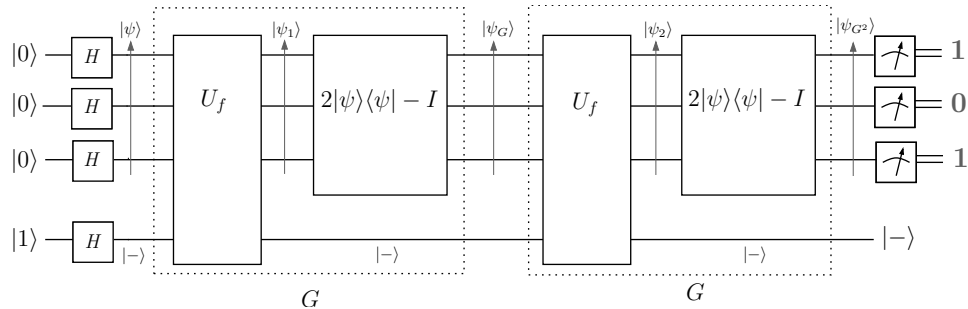 |ψ⟩ |ψ₁⟩ |ψ_G⟩ |ψ₂⟩ |ψ_{G²}⟩
|0⟩ H 1
|0⟩ H U_f 2|ψ⟩⟨ψ| − I U_f 2|ψ⟩⟨ψ| − I 0
|0⟩ H 1
|1⟩ H |−⟩ |−⟩ |−⟩ |−⟩
G G